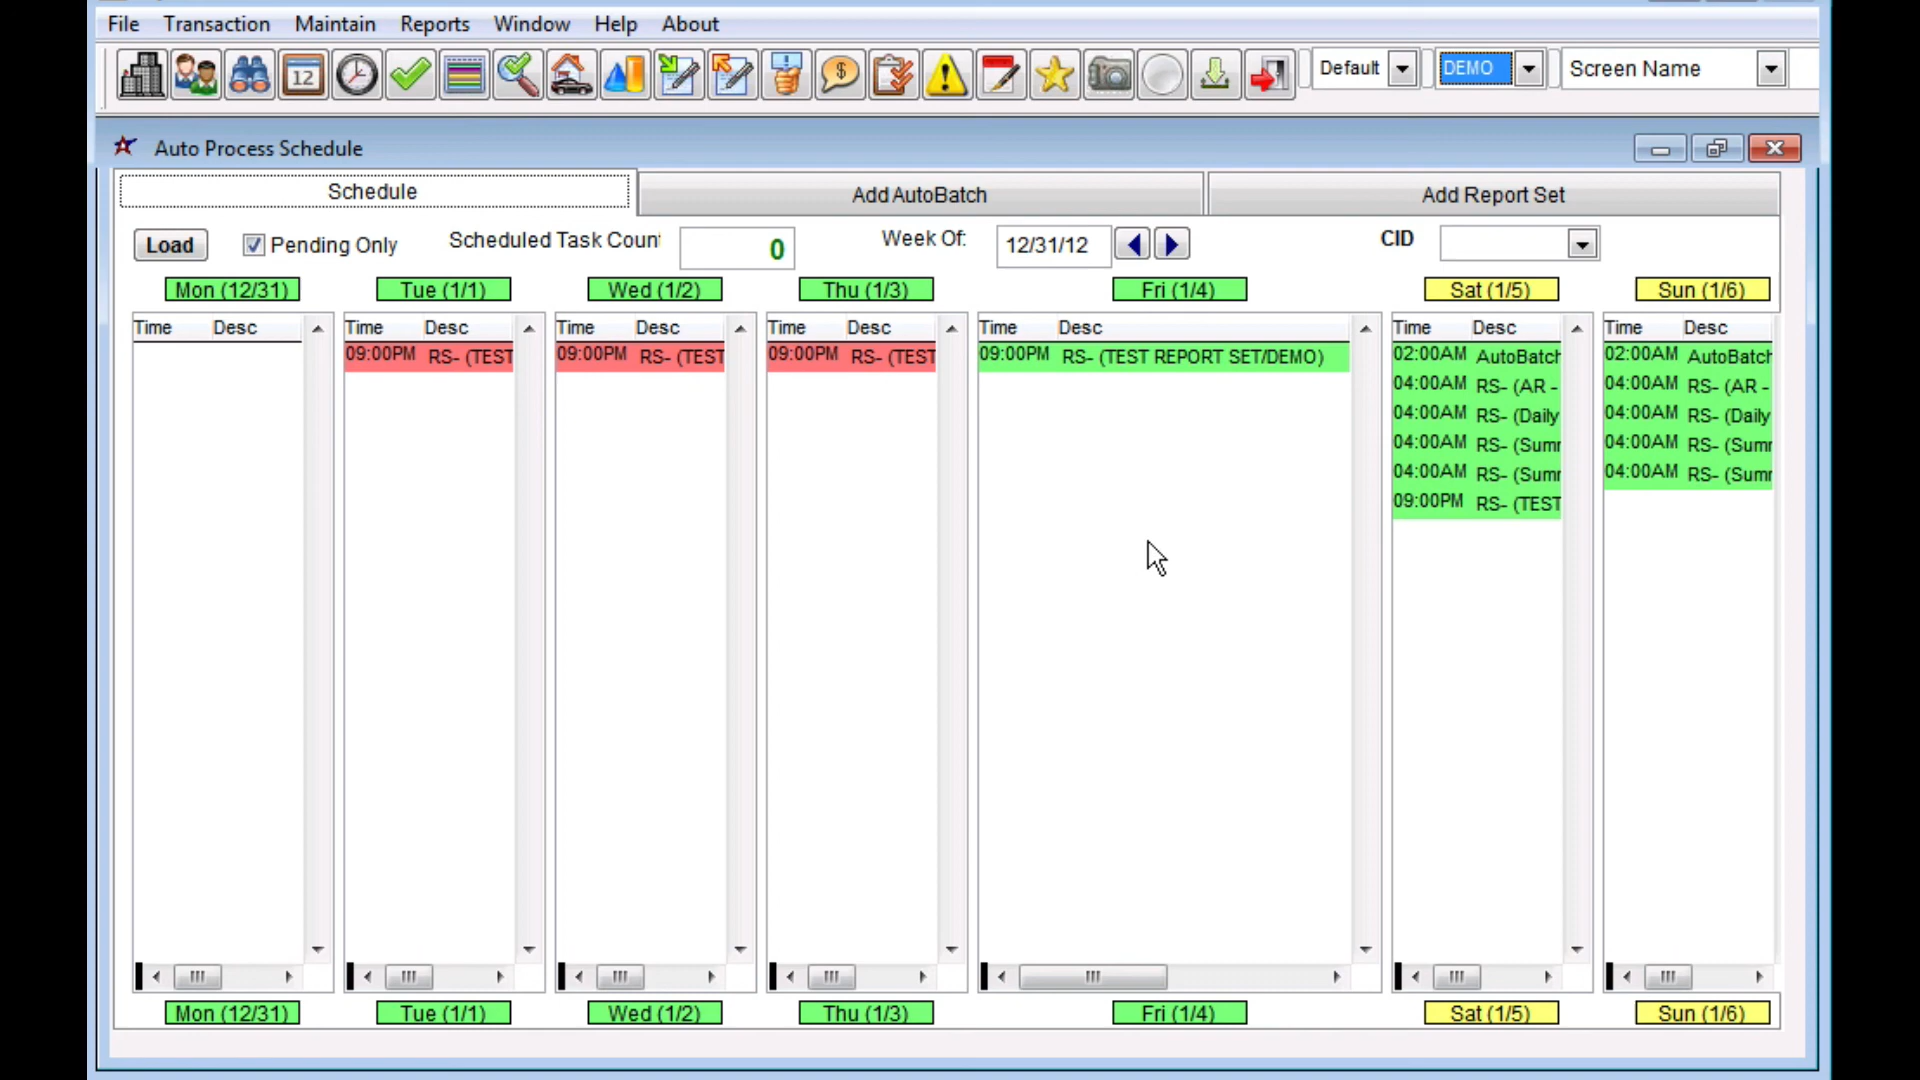 File Transaction Maintain Reports Window Help About
12 $ Default DEMO Screen Name
Auto Process Schedule
Schedule Add AutoBatch Add Report Set
Load Pending Only Scheduled Task Count 0 Week Of: 12/31/12 CID
Mon (12/31) Tue (1/1) Wed (1/2) Thu (1/3) Fri (1/4) Sat (1/5) Sun (1/6)
Time Desc Time Desc Time Desc Time Desc Time Desc Time Desc Time Desc
09:00PM RS- (TEST 09:00PM RS- (TEST 09:00PM RS- (TEST 09:00PM RS- (TEST REPORT SET/DEMO) 02:00AM AutoBatch 02:00AM AutoBatch
04:00AM RS- (AR - 04:00AM RS- (AR -
04:00AM RS- (Daily 04:00AM RS- (Daily
04:00AM RS- (Summ 04:00AM RS- (Summ
04:00AM RS- (Summ 04:00AM RS- (Summ
09:00PM RS- (TEST
Mon (12/31) Tue (1/1) Wed (1/2) Thu (1/3) Fri (1/4) Sat (1/5) Sun (1/6)